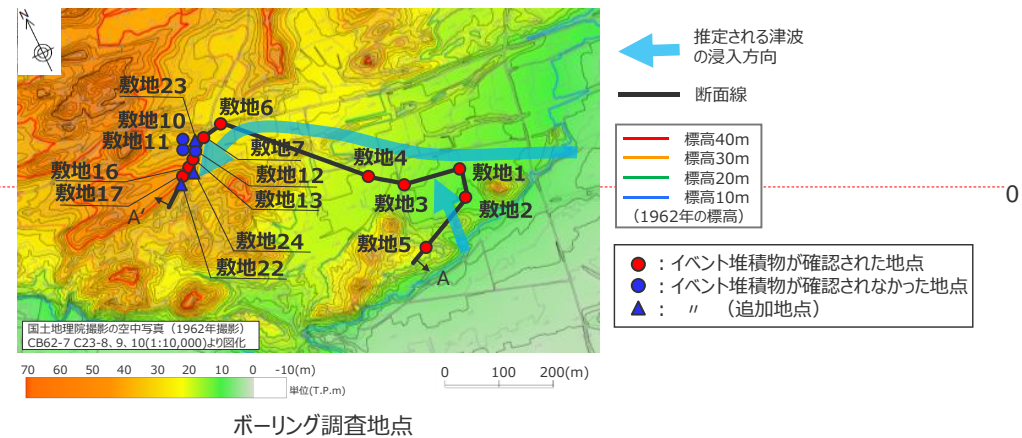 N
敷地23
敷地10
敷地6
敷地11
敷地7
敷地4
敷地1
敷地16
敷地12
敷地17
敷地13
敷地3
敷地2
A'
敷地24
敷地5
敷地22
A
国土地理院撮影の空中写真（1962年撮影）
CB62-7 C23-8、9、10(1:10,000)より図化
70 60 50 40 30 20 10 0 -10(m)
単位(T.P.m)
0 100 200(m)
ボーリング調査地点
推定される津波
の浸入方向
断面線
標高40m
標高30m
標高20m
標高10m
（1962年の標高）
：イベント堆積物が確認された地点
：イベント堆積物が確認されなかった地点
： 〃 （追加地点）
0